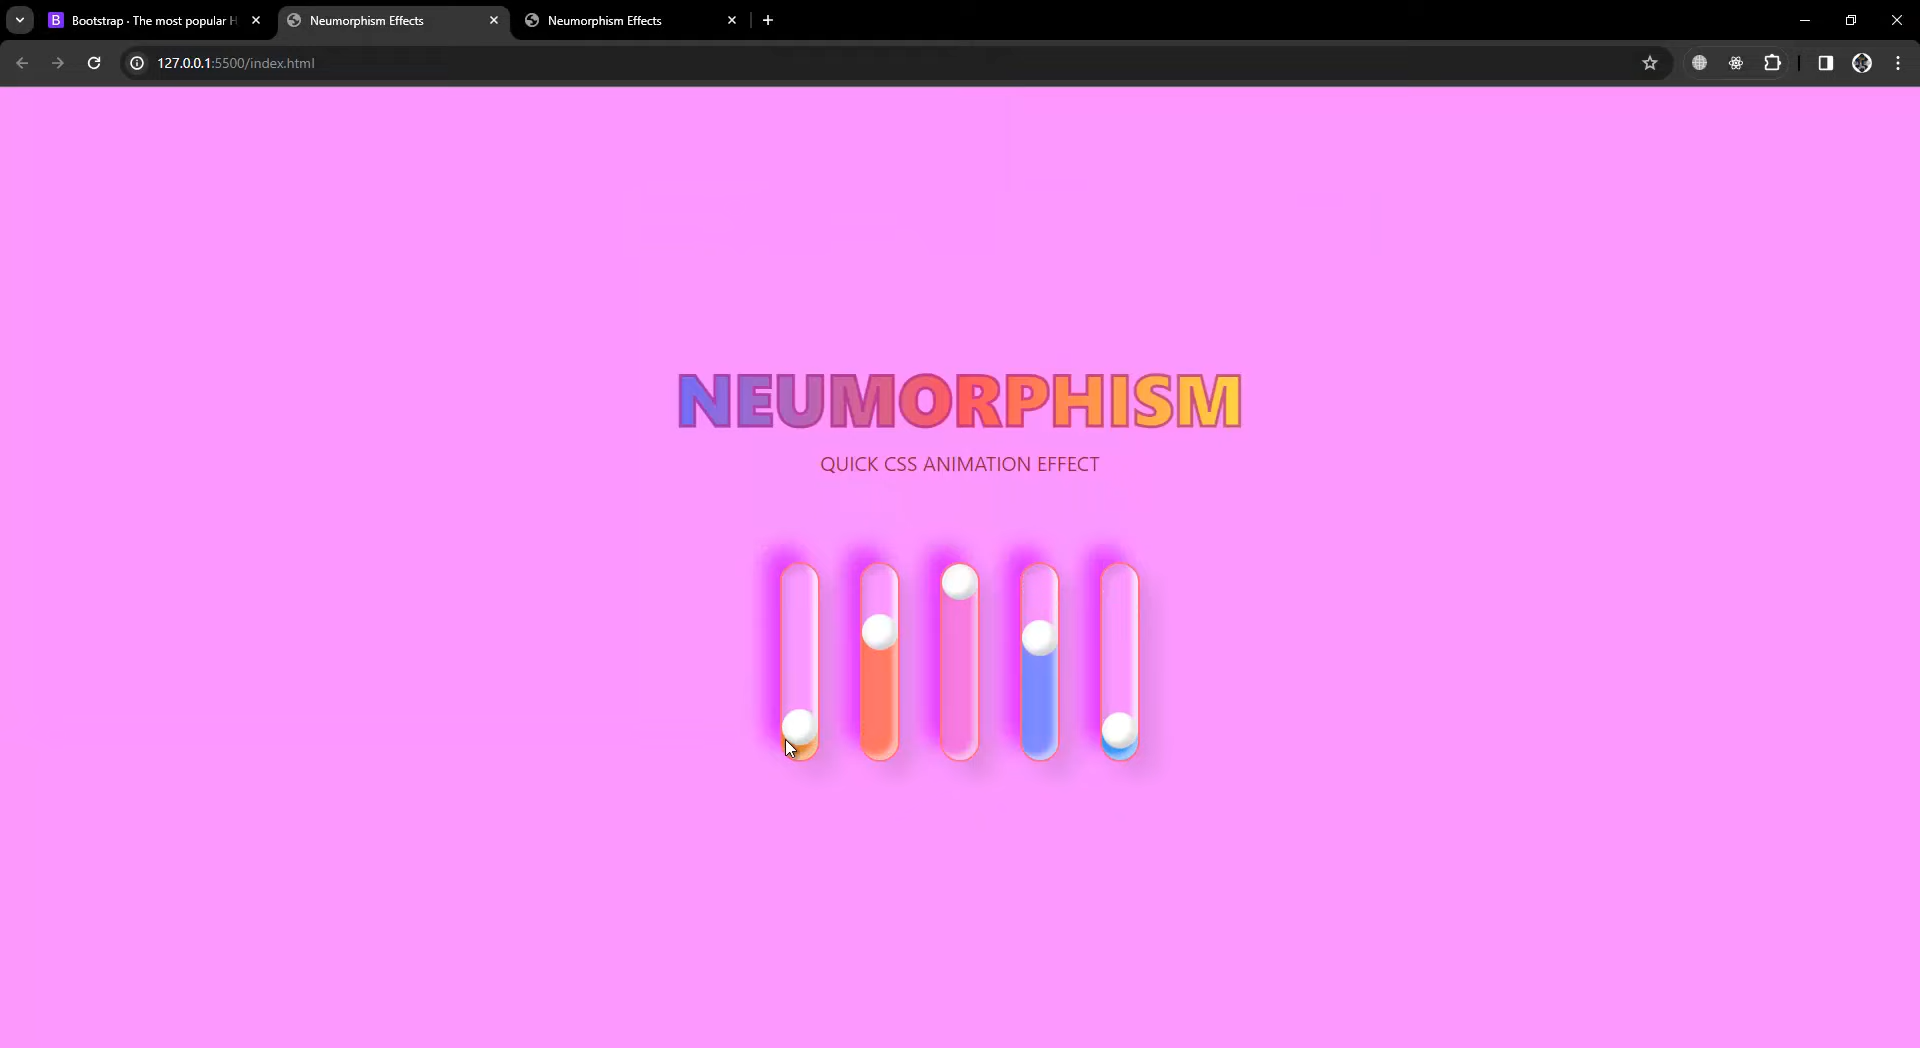 Bootstrap · The most popular H
Neumorphism Effects
Neumorphism Effects
127.0.0.1:5500/index.html
NEUMORPHISM
QUICK CSS ANIMATION EFFECT